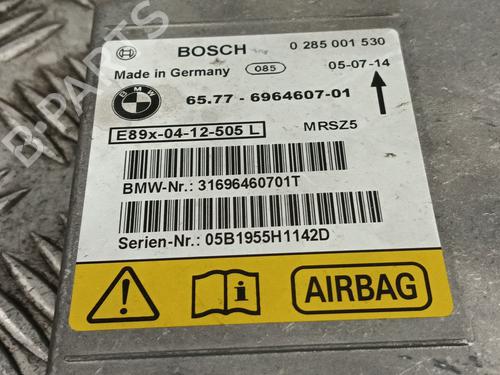 BOSCH 0 285 001 530
Made in Germany 085 05-07-14
BMW
65.77 - 6964607-01
E89x-04-12-505 L MRSZ5
BMW-Nr.: 31696460701T
Serien-Nr.: 05B1955H1142D
AIRBAG